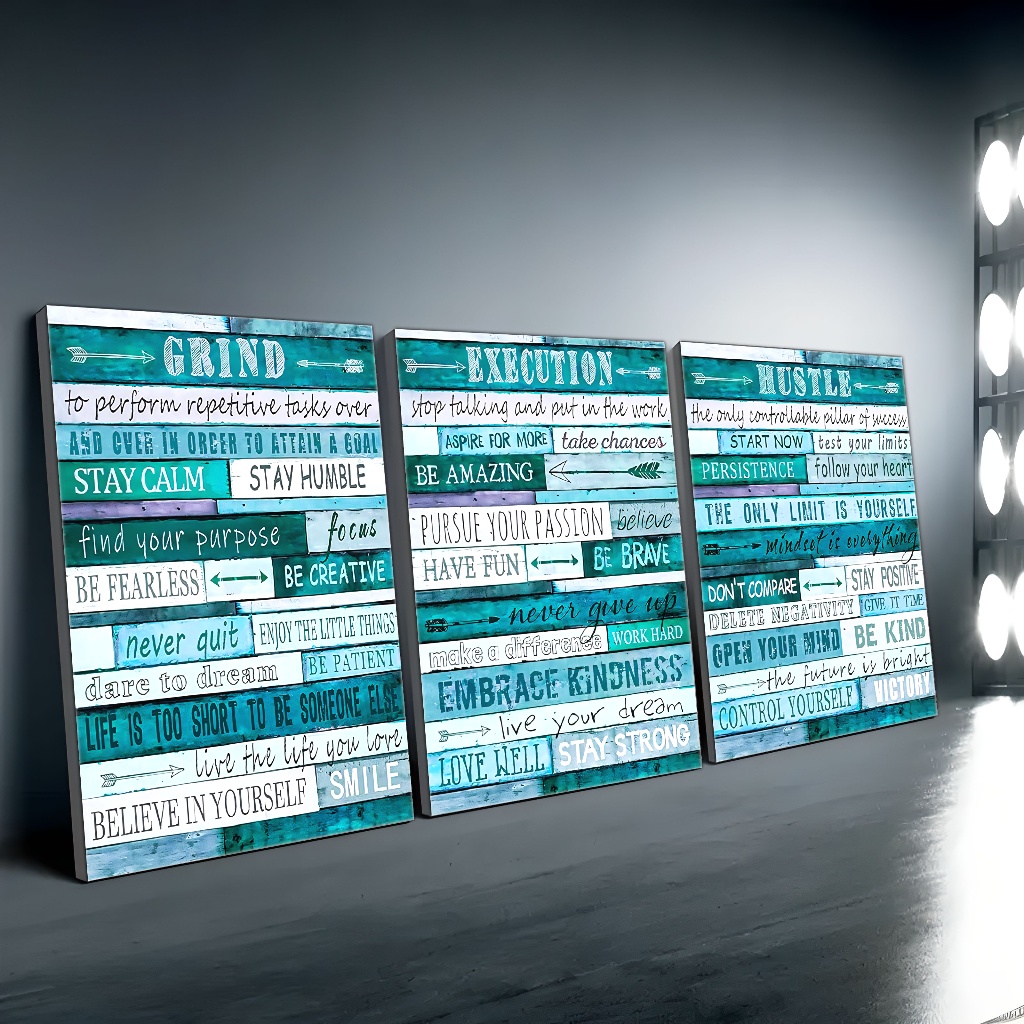 GRIND
to perform repetitive tasks over
AND OVER IN ORDER TO ATTAIN A GOAL
STAY CALM STAY HUMBLE
find your purpose focus
BE FEARLESS BE CREATIVE
never quit ENJOY THE LITTLE THINGS
dare to dream BE PATIENT
LIFE IS TOO SHORT TO BE SOMEONE ELSE
live the life you love
BELIEVE IN YOURSELF SMILE
EXECUTION
stop talking and put in the work
ASPIRE FOR MORE take chances
BE AMAZING
PURSUE YOUR PASSION believe
HAVE FUN BE BRAVE
never give up
make a difference WORK HARD
EMBRACE KINDNESS
live your dream
LOVE WELL STAY STRONG
HUSTLE
the only controllable pillar of success
START NOW test your limits
PERSISTENCE follow your heart
THE ONLY LIMIT IS YOURSELF
mindset is everything
DON'T COMPARE STAY POSITIVE
DELETE NEGATIVITY GIVE IT TIME
OPEN YOUR MIND BE KIND
the future is bright
CONTROL YOURSELF VICTORY